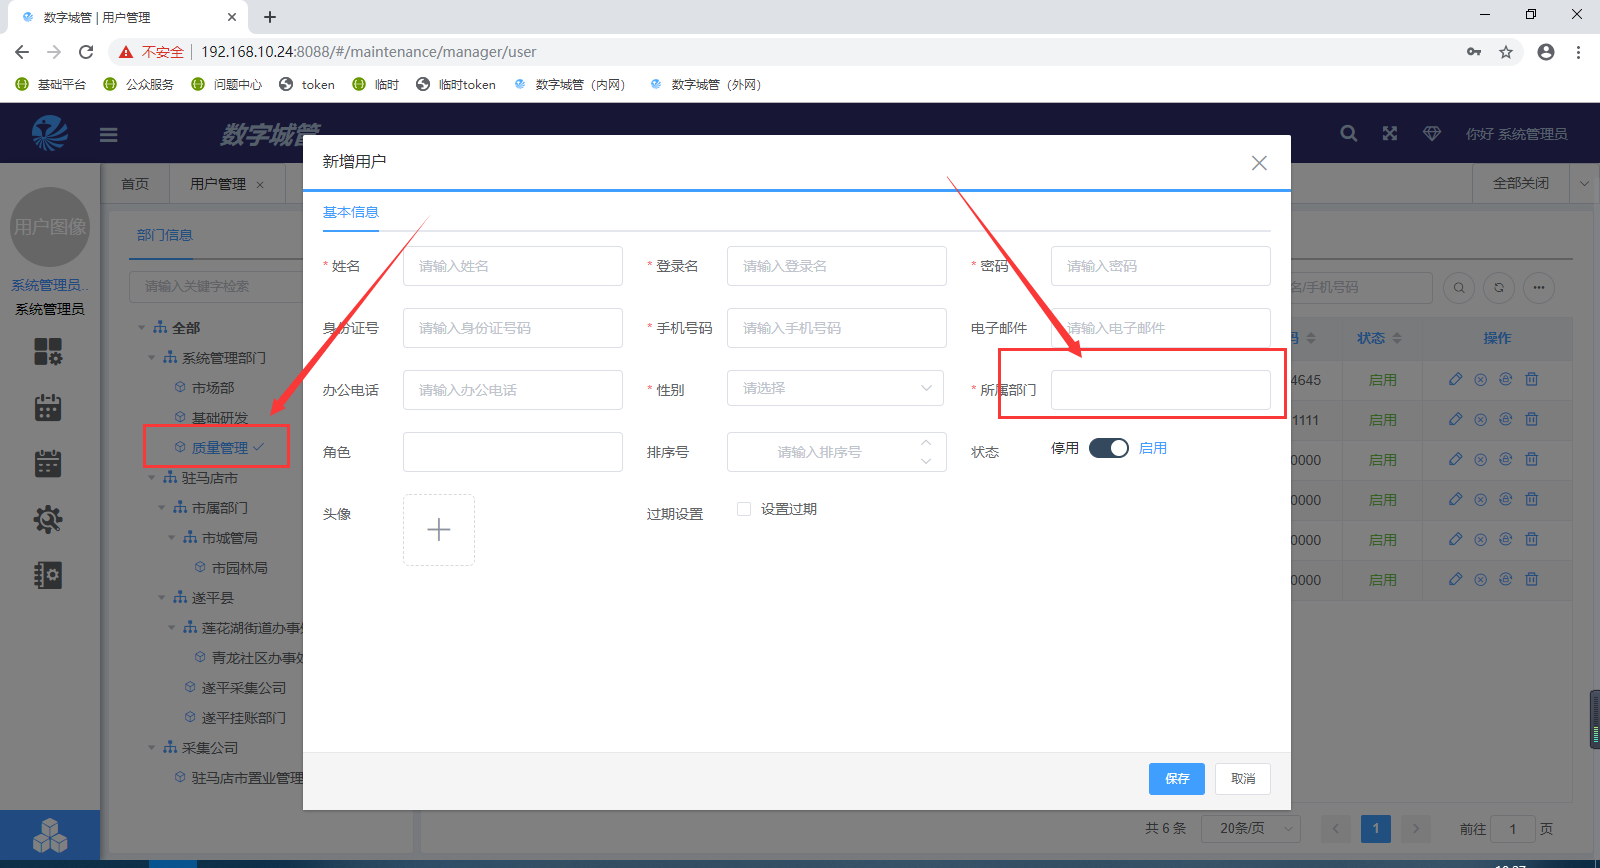 数字城管 | 用户管理
不安全
192.168.10.24:8088/#/maintenance/manager/user
基础平台
公众服务
问题中心
token
临时
临时token
数字城管（内网）
数字城管（外网）
数字城管
你好 系统管理员
用户图像
系统管理员..
系统管理员
首页
用户管理
全部关闭
部门信息
请输入关键字检索
全部
系统管理部门
市场部
基础研发
质量管理
驻马店市
市属部门
市城管局
市园林局
遂平县
莲花湖街道办事处
青龙社区办事处
遂平采集公司
遂平挂账部门
采集公司
驻马店市置业管理
新增用户
基本信息
* 姓名
请输入姓名
* 登录名
请输入登录名
* 密码
请输入密码
身份证号
请输入身份证号码
* 手机号码
请输入手机号码
电子邮件
请输入电子邮件
办公电话
请输入办公电话
* 性别
请选择
* 所属部门
角色
排序号
请输入排序号
状态
停用
启用
头像
过期设置
设置过期
保存
取消
名/手机号码
码
状态
操作
4645
启用
1111
启用
0000
启用
0000
启用
0000
启用
0000
启用
共 6 条
20条/页
1
前往
1
页